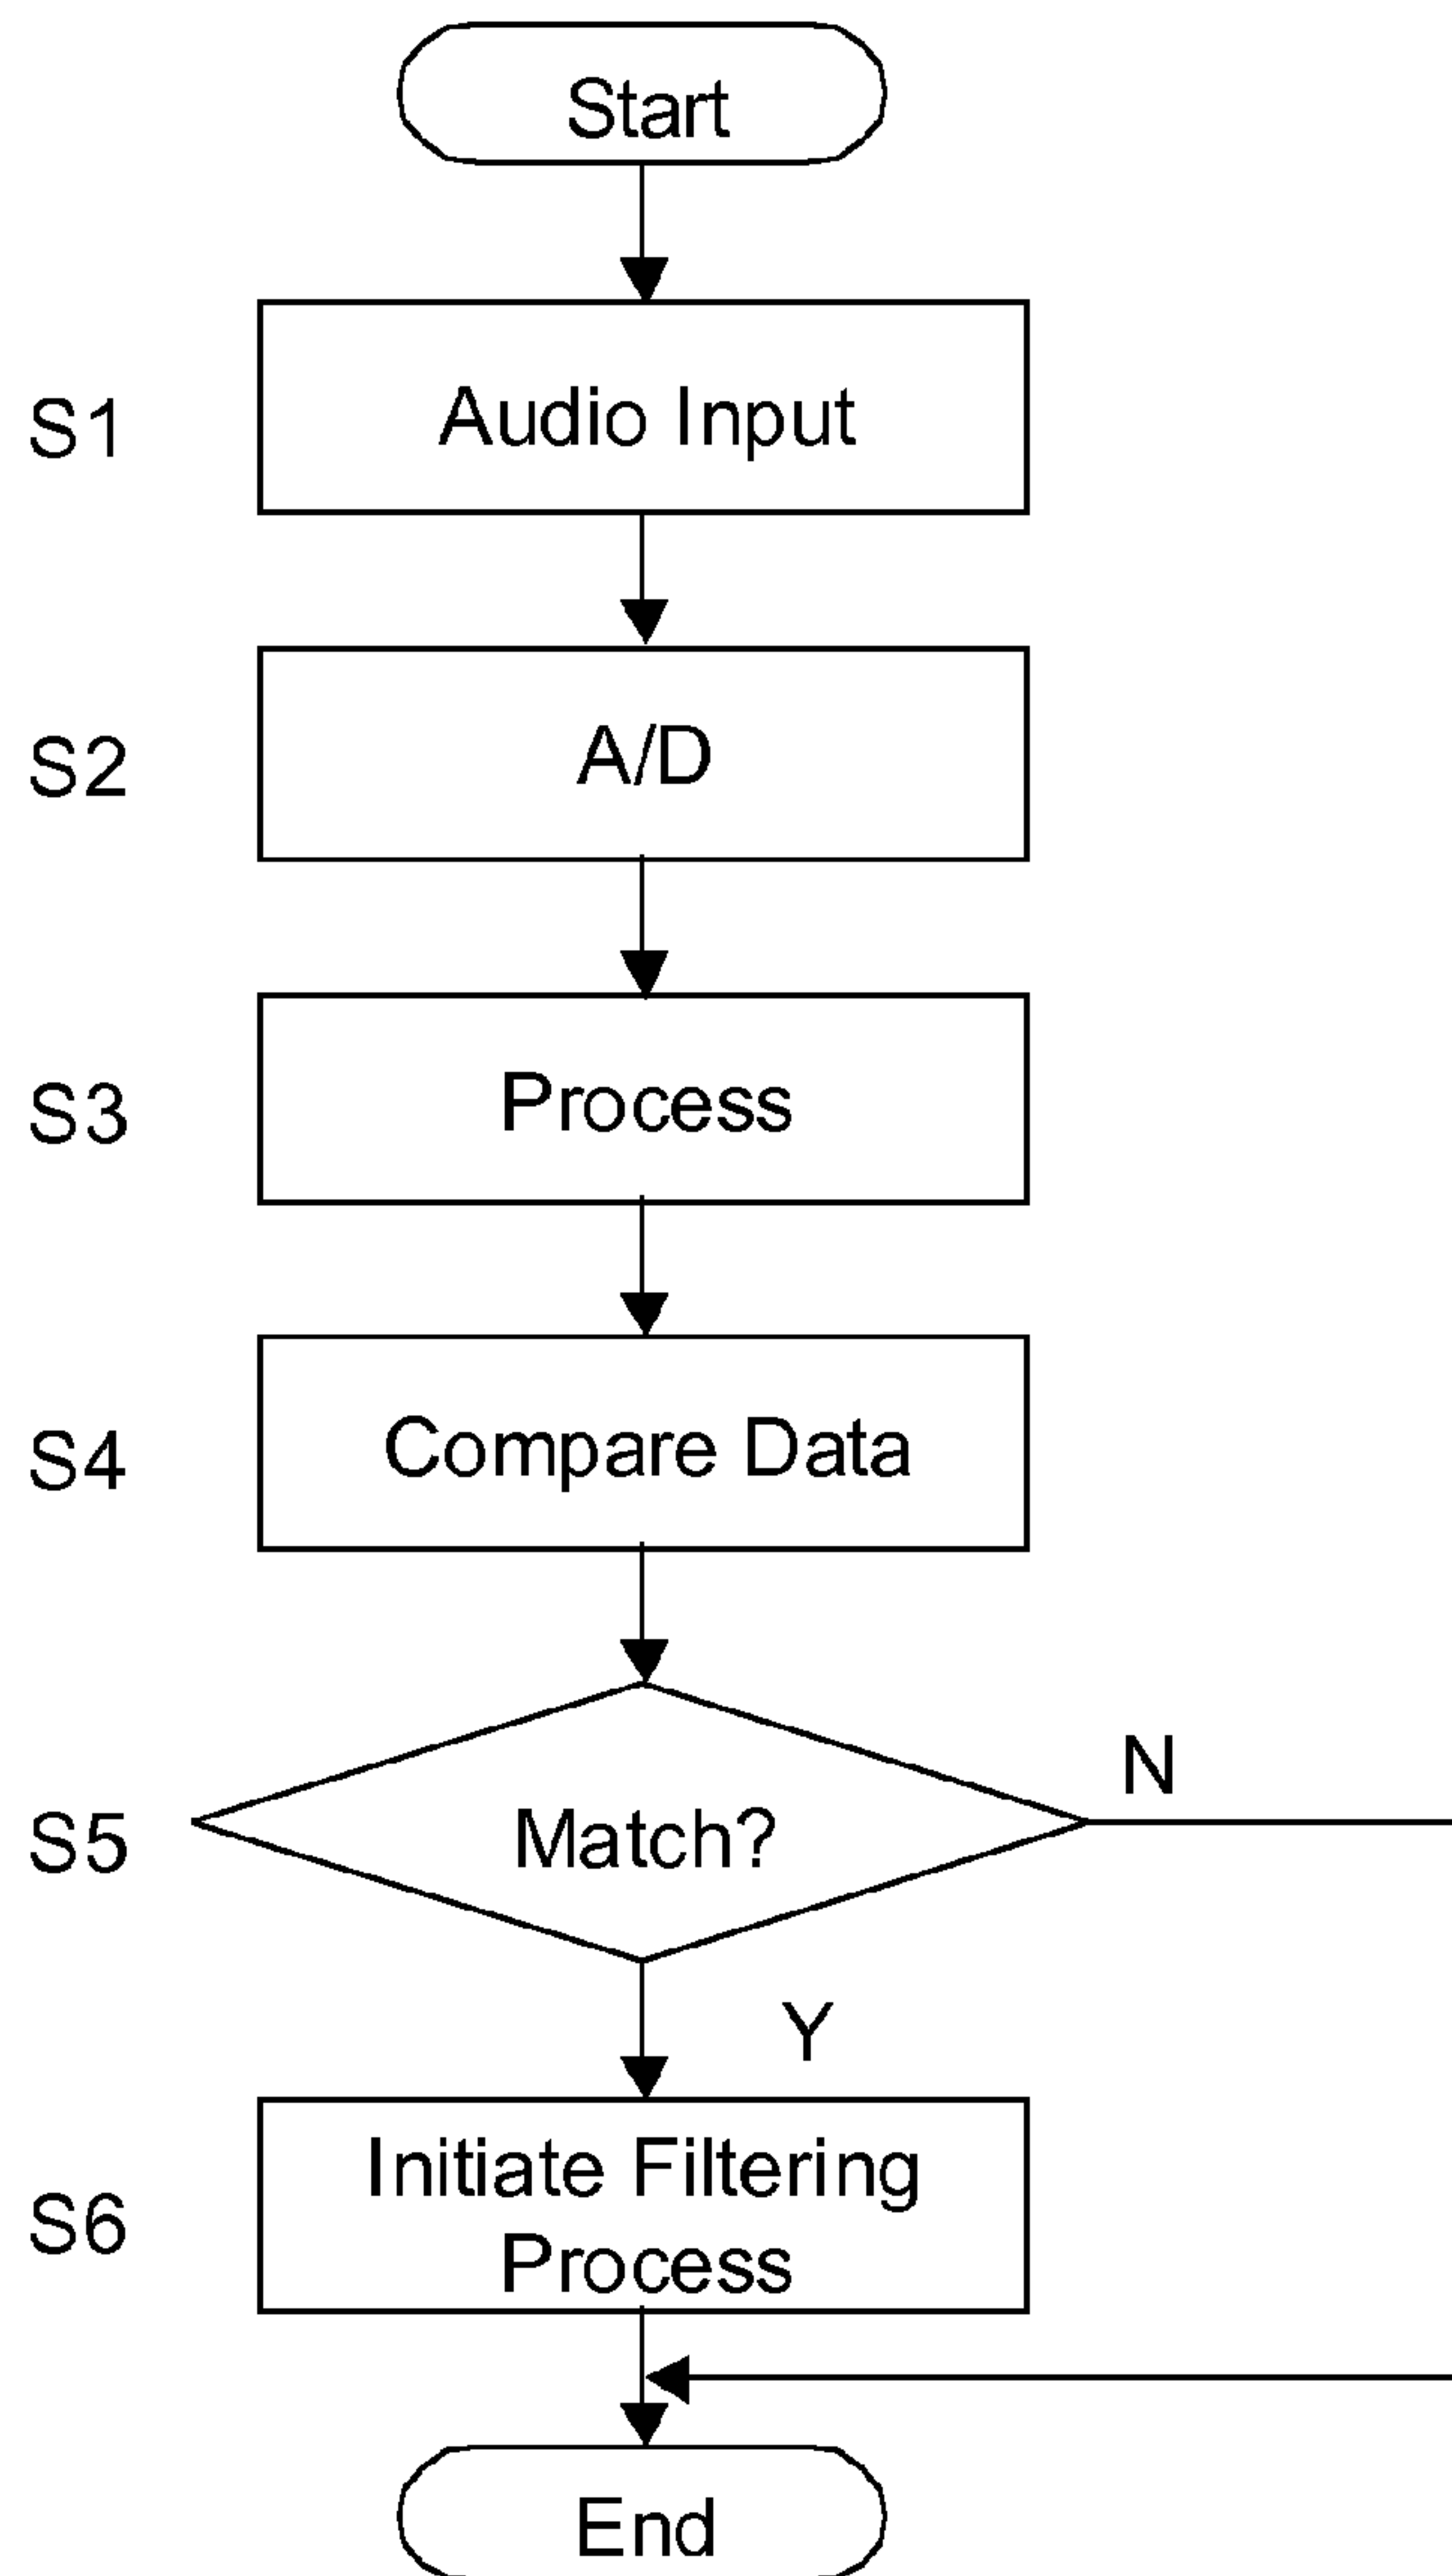 Start
S1
Audio Input
S2
A/D
S3
Process
S4
Compare Data
S5
Match?
N
Y
S6
Initiate Filtering
Process
End